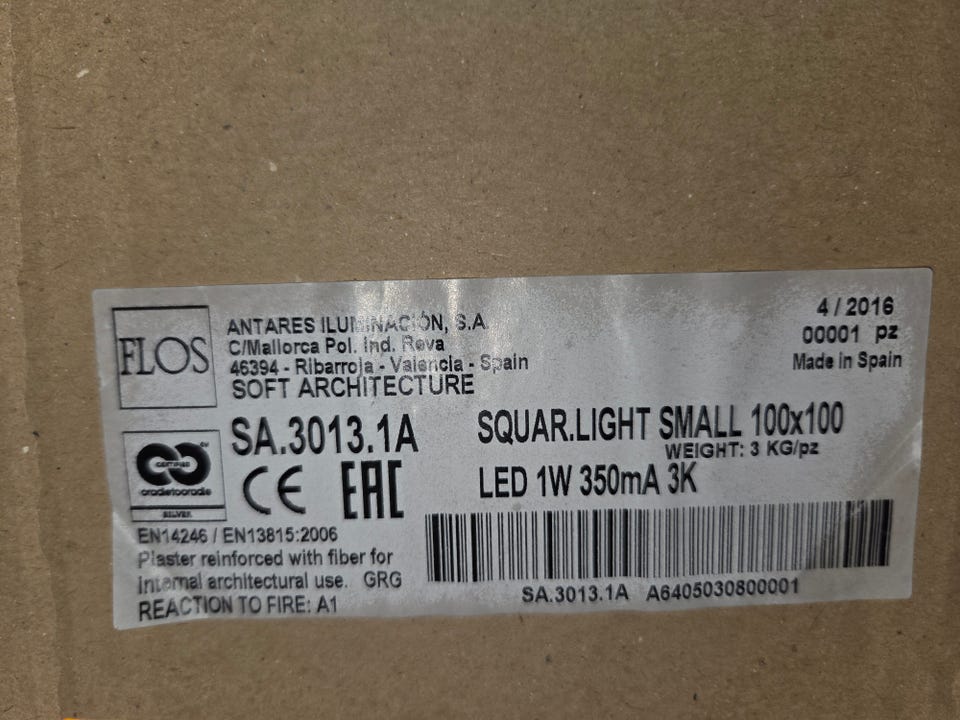 FLOS
ANTARES ILUMINACIÓN, S.A.
C/Mallorca Pol. Ind. Reva
46394 - Ribarroja - Valencia - Spain
SOFT ARCHITECTURE
4 / 2016
00001 pz
Made in Spain
SA.3013.1A
SQUAR.LIGHT SMALL 100x100
WEIGHT: 3 KG/pz
LED 1W 350mA 3K
CERTIFIED
cradletocradle
SILVER
CE EAC
EN14246 / EN13815:2006
Plaster reinforced with fiber for
Internal architectural use. GRG
REACTION TO FIRE: A1
SA.3013.1A A6405030800001